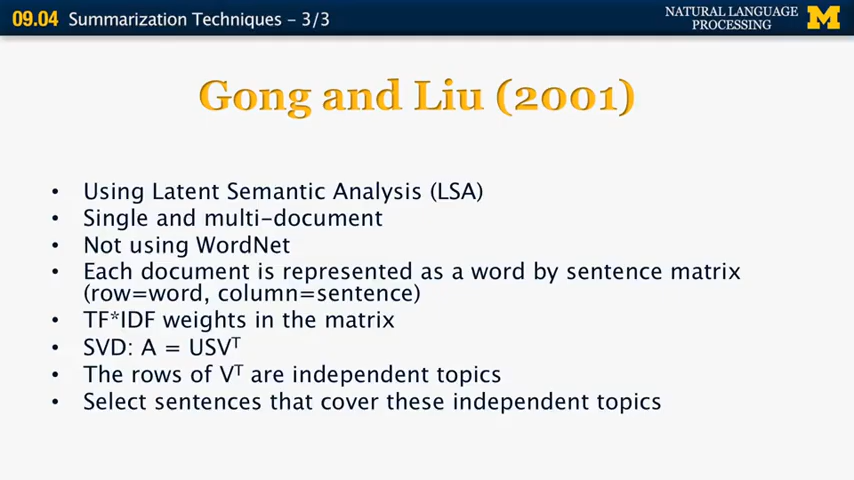 09.04 Summarization Techniques – 3/3
NATURAL LANGUAGE
PROCESSING
M
Gong and Liu (2001)
• Using Latent Semantic Analysis (LSA)
• Single and multi-document
• Not using WordNet
• Each document is represented as a word by sentence matrix
(row=word, column=sentence)
• TF*IDF weights in the matrix
• SVD: A = USVᵀ
• The rows of Vᵀ are independent topics
• Select sentences that cover these independent topics